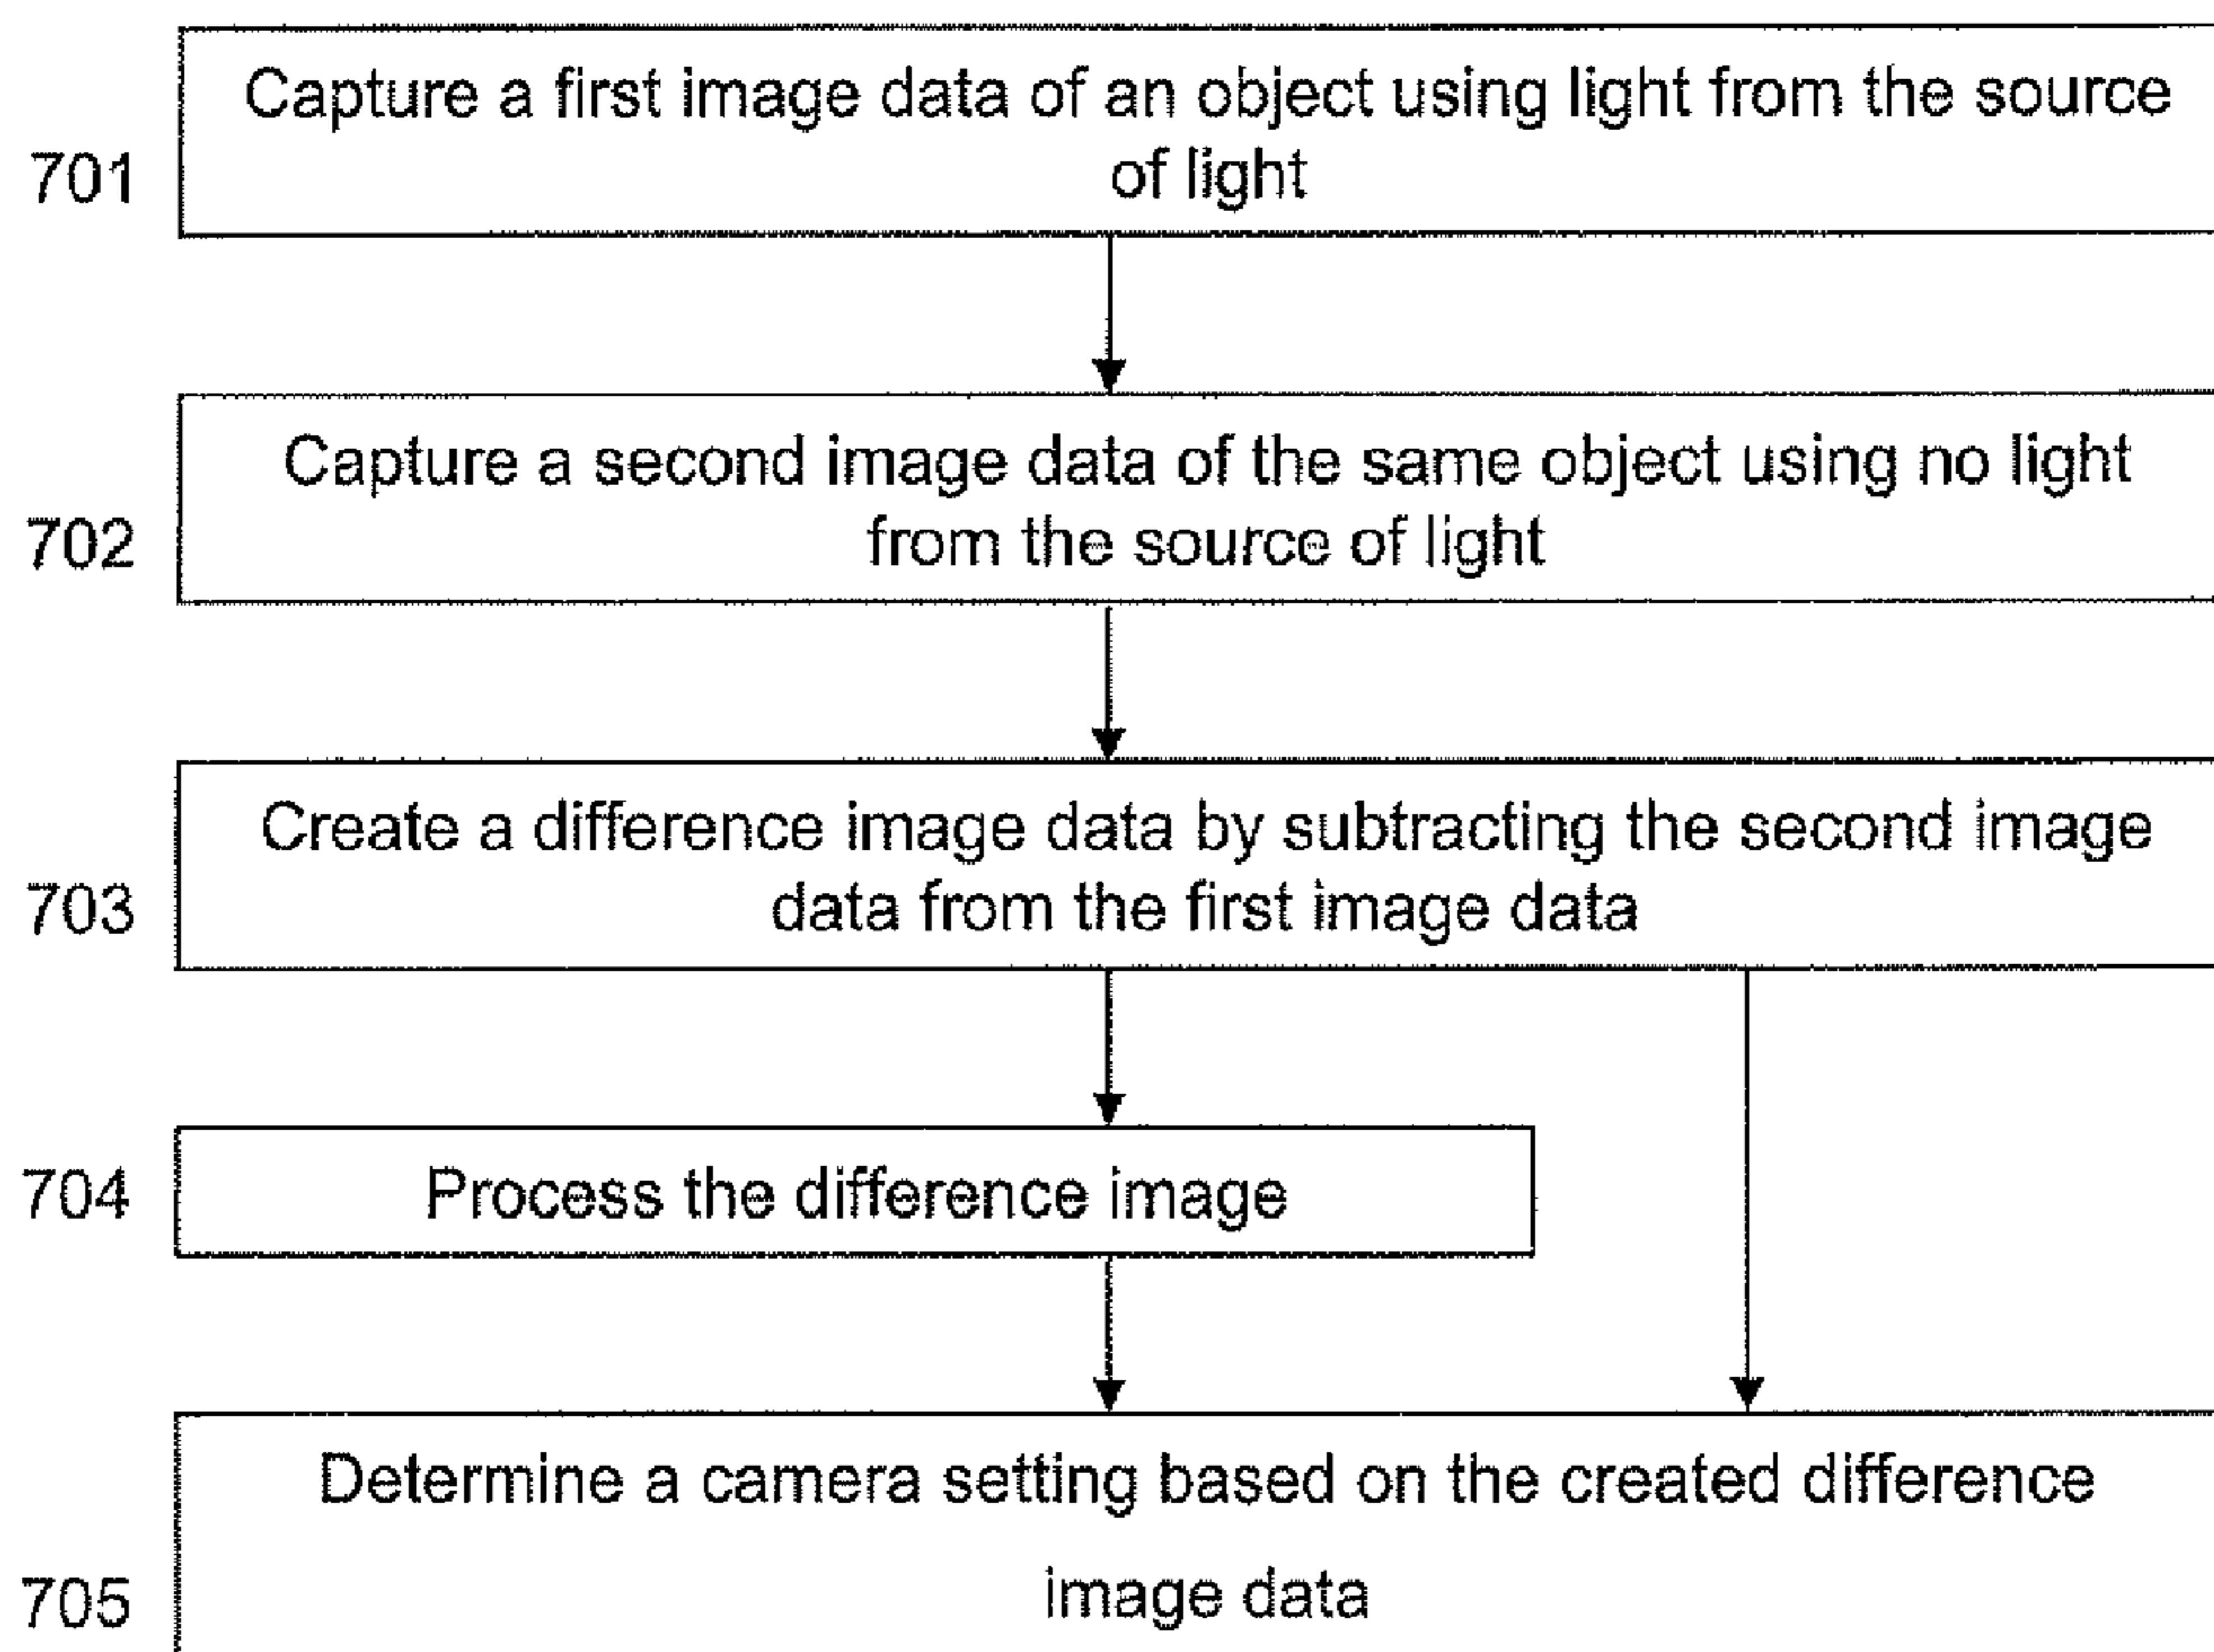 Capture a first image data of an object using light from the source
701
of light
Capture a second image data of the same object using no light
702
from the source of light
Create a difference image data by subtracting the second image
703
data from the first image data
704
Process the difference image
Determine a camera setting based on the created difference
705
image data